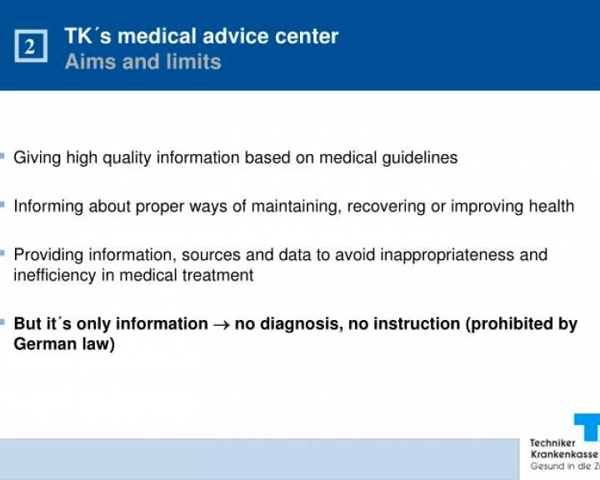 2
TK´s medical advice center
Aims and limits
Giving high quality information based on medical guidelines
Informing about proper ways of maintaining, recovering or improving health
Providing information, sources and data to avoid inappropriateness and
inefficiency in medical treatment
But it´s only information → no diagnosis, no instruction (prohibited by
German law)
Techniker
Krankenkasse
Gesund in die